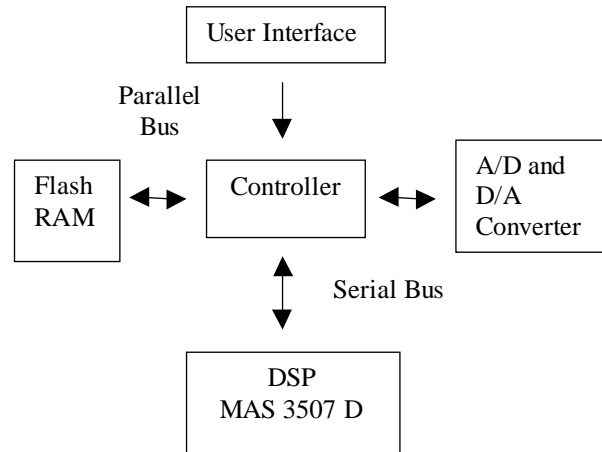 User Interface
Parallel
Bus
Flash
RAM
Controller
A/D and
D/A
Converter
Serial Bus
DSP
MAS 3507 D